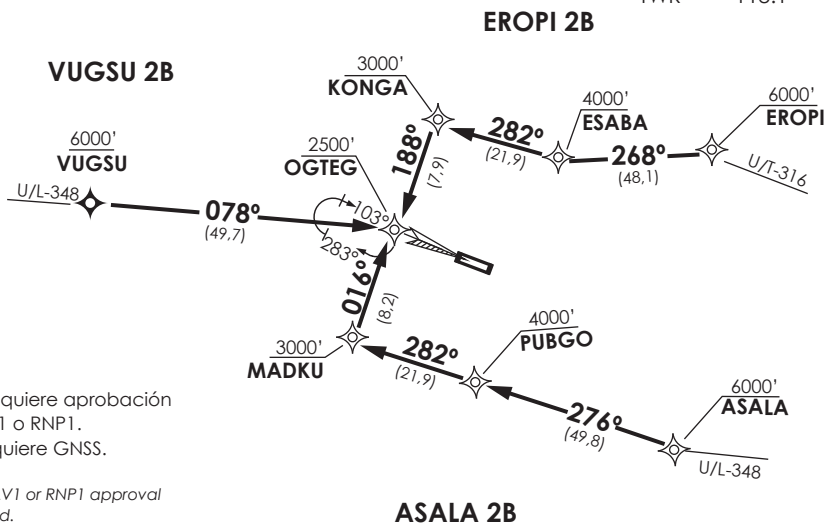 EROPI 2B
VUGSU 2B
3000'
KONGA
4000'
ESABA
6000'
EROPI
282º
(21,9)
268º
(48,1)
U/T-316
6000'
VUGSU
2500'
OGTEG
188º
(7,9)
U/L-348
078º
(49,7)
103º
283º
016º
(8,2)
3000'
MADKU
4000'
PUBGO
282º
(21,9)
6000'
ASALA
276º
(49,8)
U/L-348
quiere aprobación
1 o RNP1.
quiere GNSS.
V1 or RNP1 approval
d.
ASALA 2B